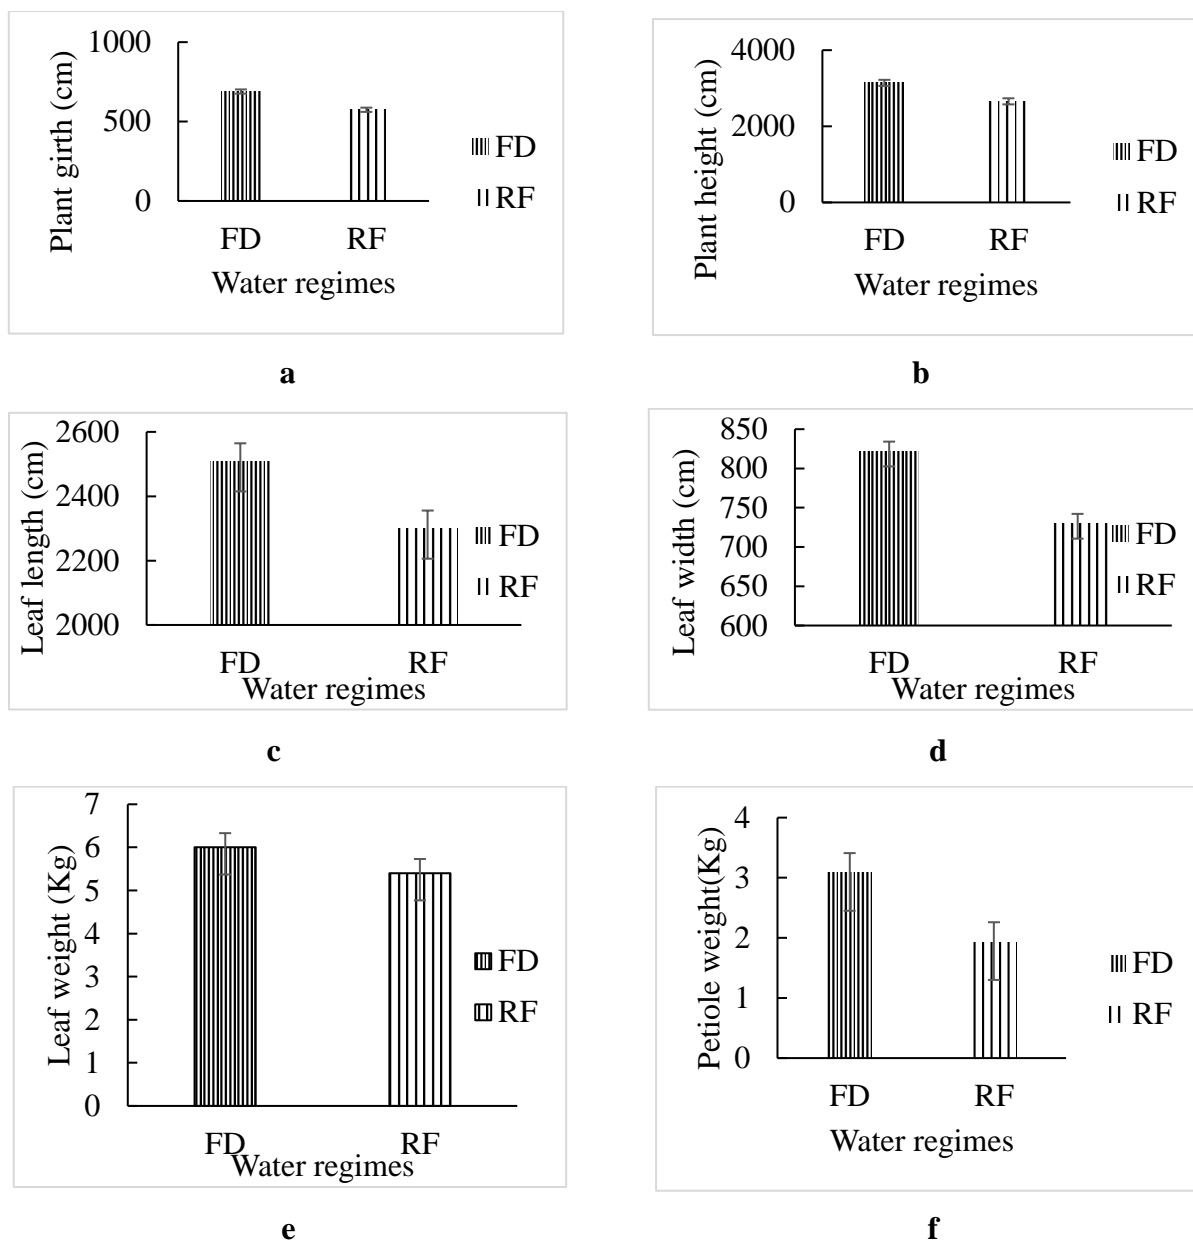 1000
500
0
Plant girth (cm)
FD
RF
Water regimes
FD
RF
a
4000
2000
0
Plant height (cm)
FD
RF
Water regimes
FD
RF
b
2600
2400
2200
2000
Leaf length (cm)
FD
RF
Water regimes
FD
RF
c
850
800
750
700
650
600
Leaf width (cm)
FD
RF
Water regimes
FD
RF
d
7
6
5
4
3
2
1
0
Leaf weight (Kg)
FD
RF
Water regimes
FD
RF
e
4
3
2
1
0
Petiole weight(Kg)
FD
RF
Water regimes
FD
RF
f